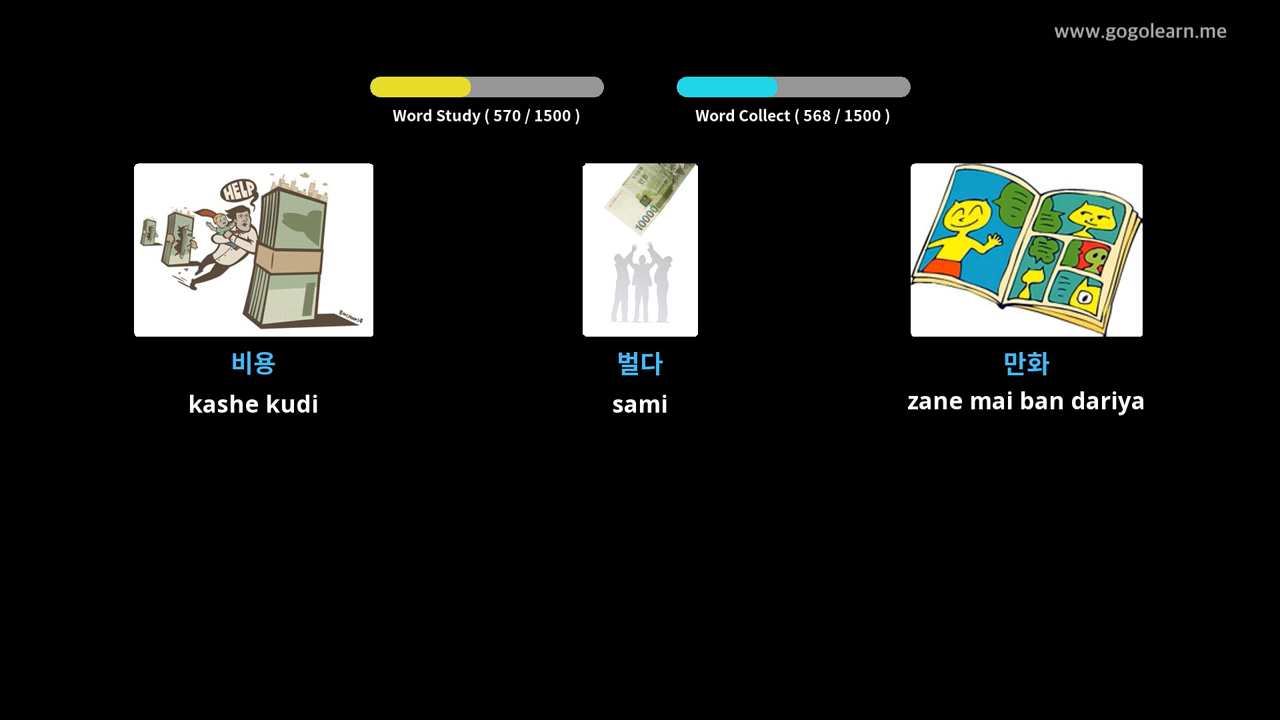 www.gogolearn.me
Word Study ( 570 / 1500 )
Word Collect ( 568 / 1500 )
HELP
10000
비용
벌다
만화
kashe kudi
sami
zane mai ban dariya